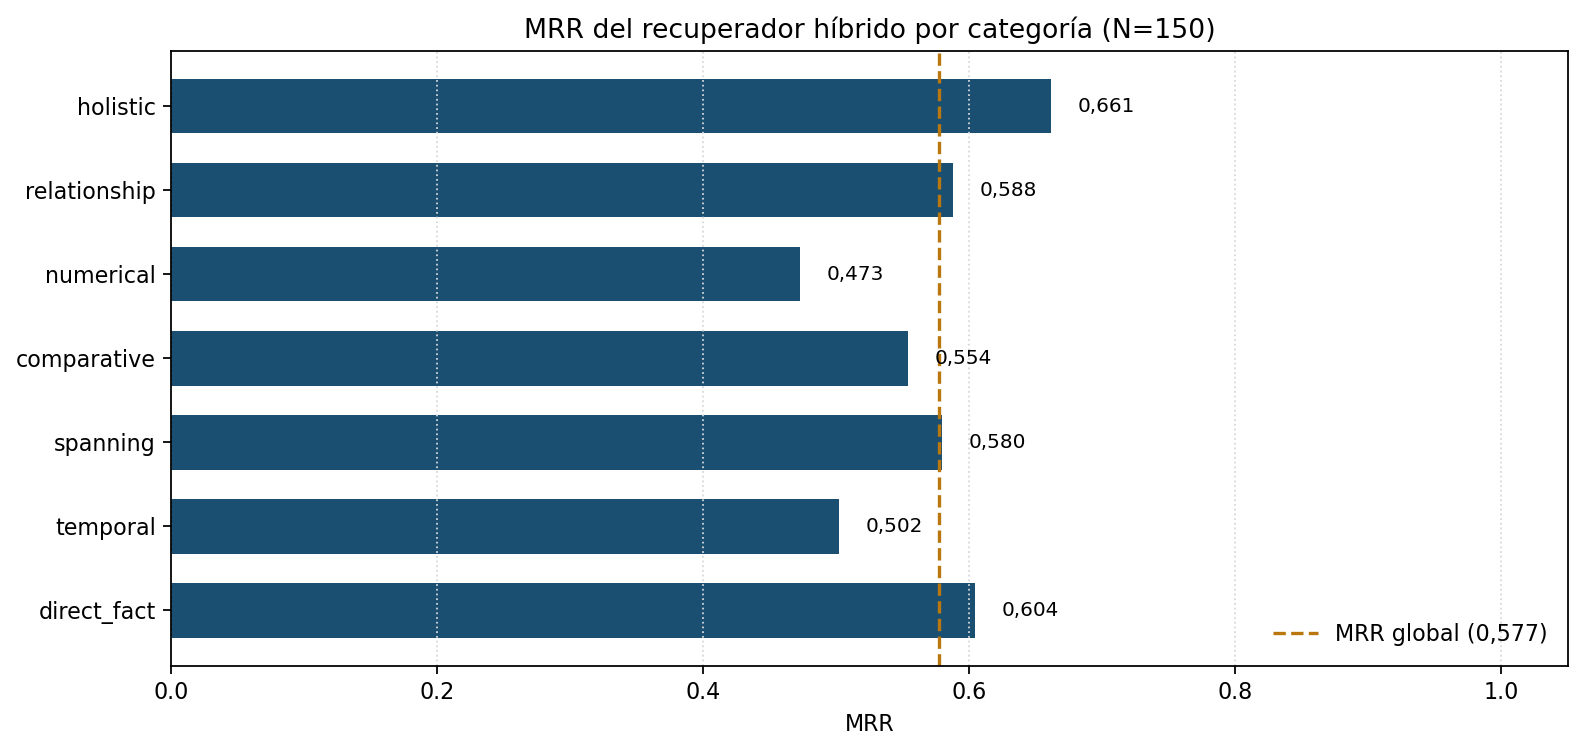 MRR del recuperador híbrido por categoría (N=150)
holistic
0,661
relationship
0,588
numerical
0,473
comparative
0,554
spanning
0,580
temporal
0,502
direct_fact
0,604
MRR global (0,577)
0.0 0.2 0.4 0.6 0.8 1.0
MRR